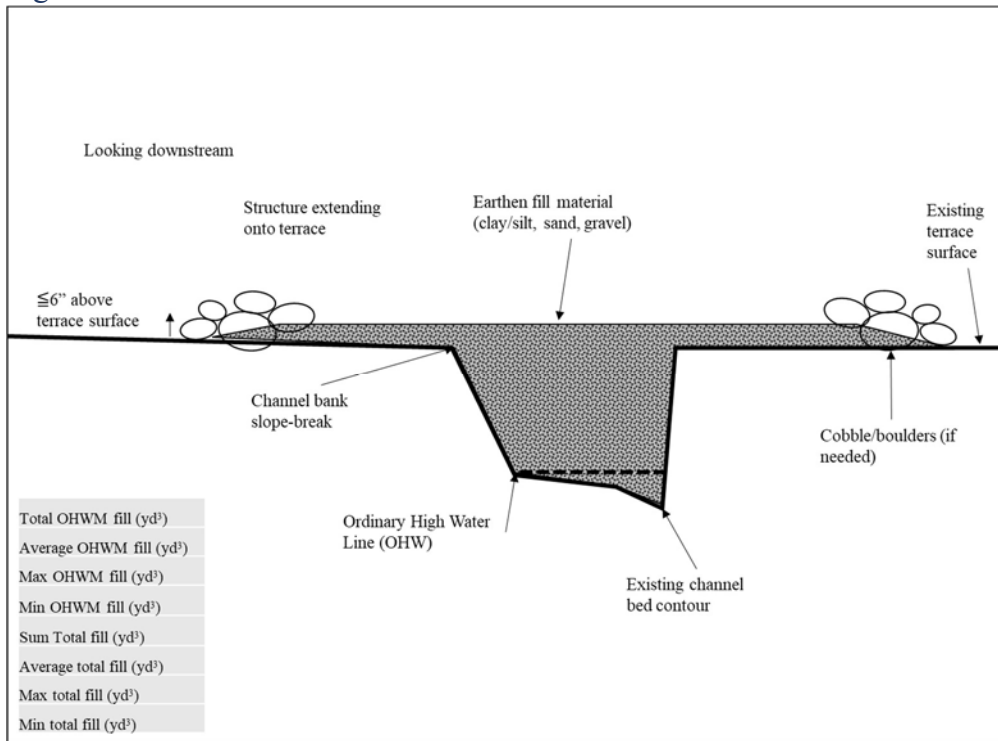 Looking downstream
Structure extending
onto terrace
Earthen fill material
(clay/silt, sand, gravel)
Existing
terrace
surface
≦6” above
terrace surface
Channel bank
slope-break
Cobble/boulders (if
needed)
Ordinary High Water
Line (OHW)
Existing channel
bed contour
Total OHWM fill (yd³)
Average OHWM fill (yd³)
Max OHWM fill (yd³)
Min OHWM fill (yd³)
Sum Total fill (yd³)
Average total fill (yd³)
Max total fill (yd³)
Min total fill (yd³)